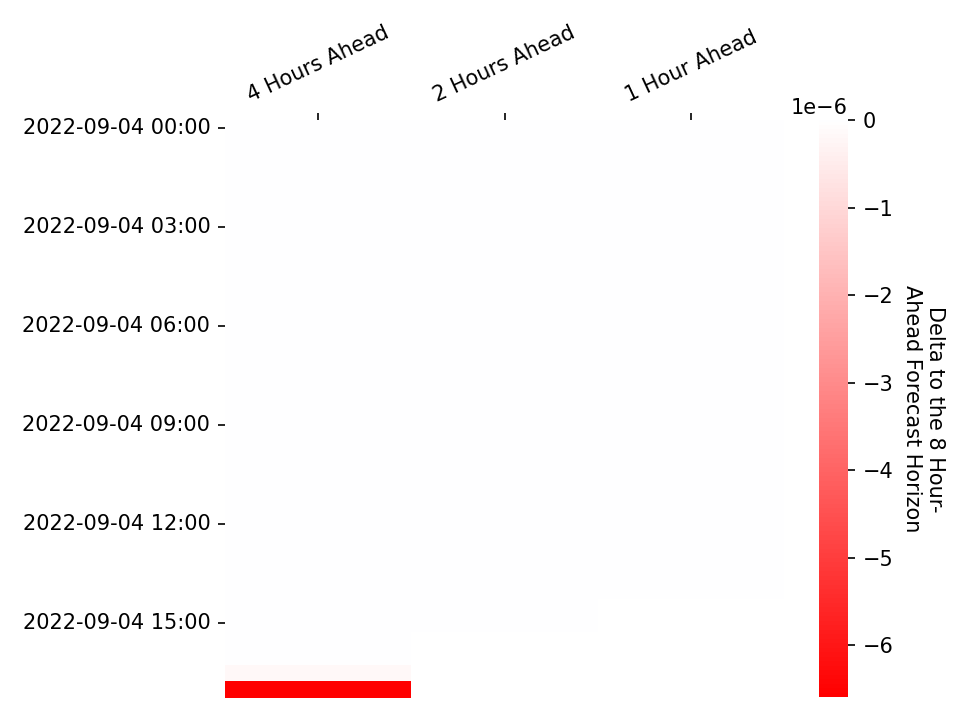 4 Hours Ahead
2 Hours Ahead
1 Hour Ahead
1e−6
2022-09-04 00:00
2022-09-04 03:00
2022-09-04 06:00
2022-09-04 09:00
2022-09-04 12:00
2022-09-04 15:00
0
−1
−2
−3
−4
−5
−6
Delta to the 8 Hour-
Ahead Forecast Horizon